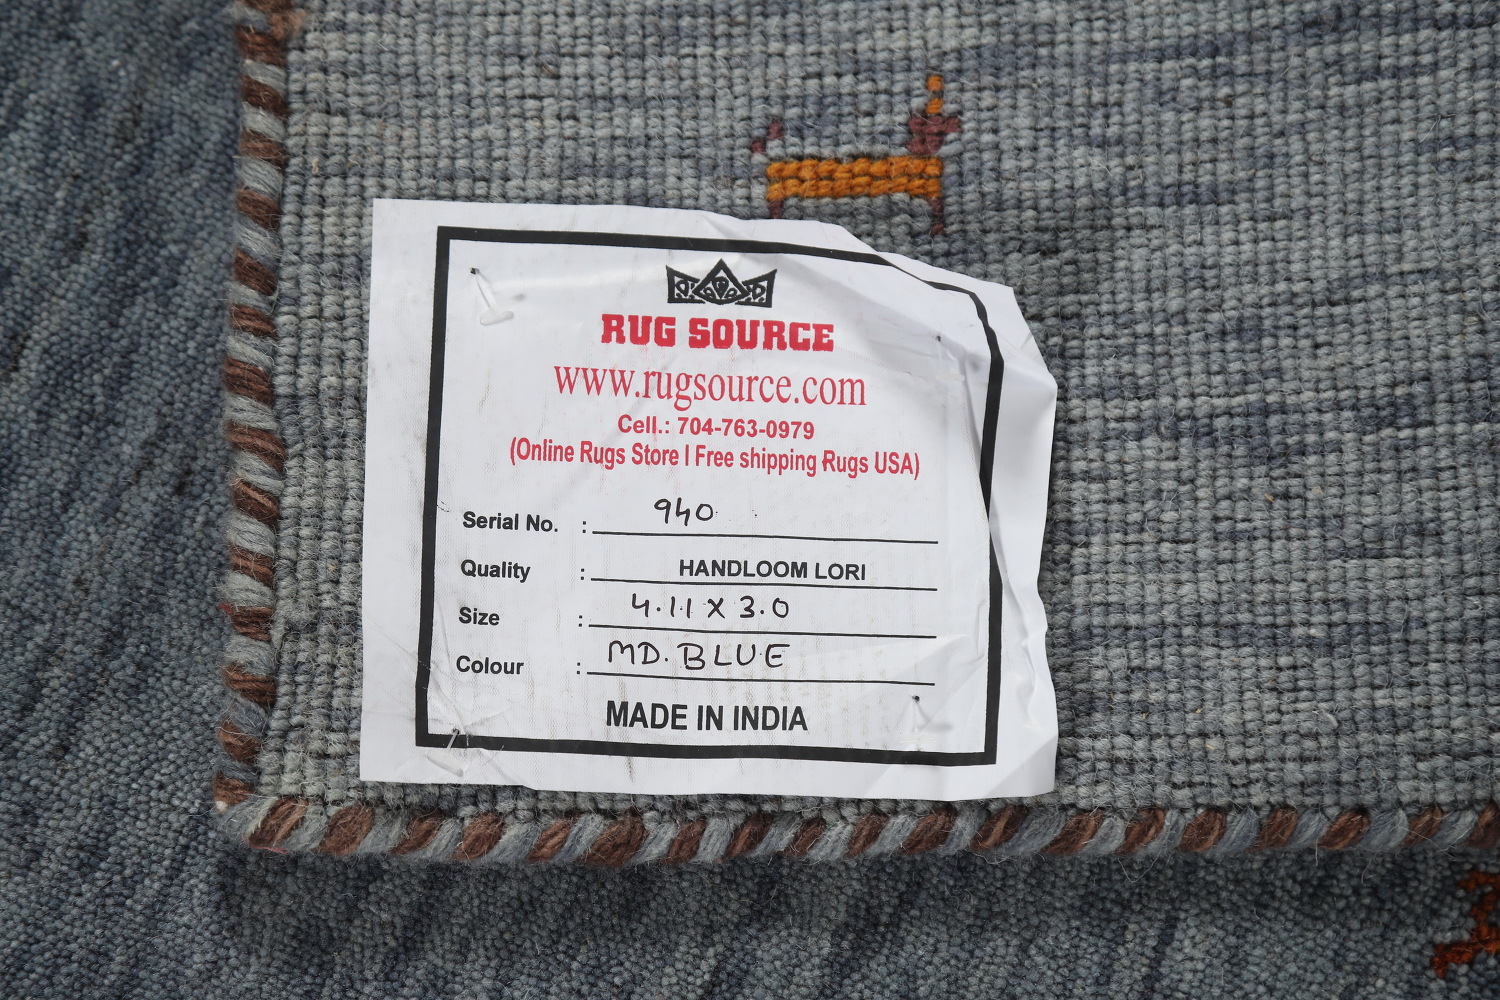 RUG SOURCE
www.rugsource.com
Cell.: 704-763-0979
(Online Rugs Store | Free shipping Rugs USA)
Serial No. : 940
Quality : HANDLOOM LORI
Size : 4.11 X 3.0
Colour : MD. BLUE
MADE IN INDIA